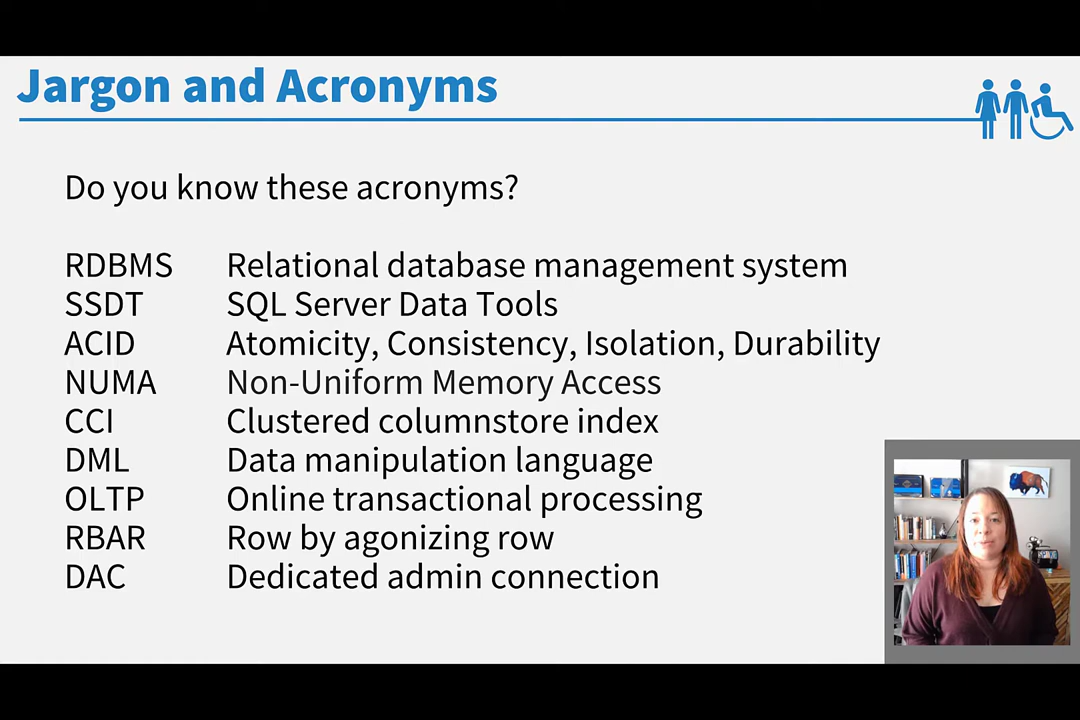 Jargon and Acronyms
Do you know these acronyms?
RDBMS Relational database management system
SSDT SQL Server Data Tools
ACID Atomicity, Consistency, Isolation, Durability
NUMA Non-Uniform Memory Access
CCI Clustered columnstore index
DML Data manipulation language
OLTP Online transactional processing
RBAR Row by agonizing row
DAC Dedicated admin connection